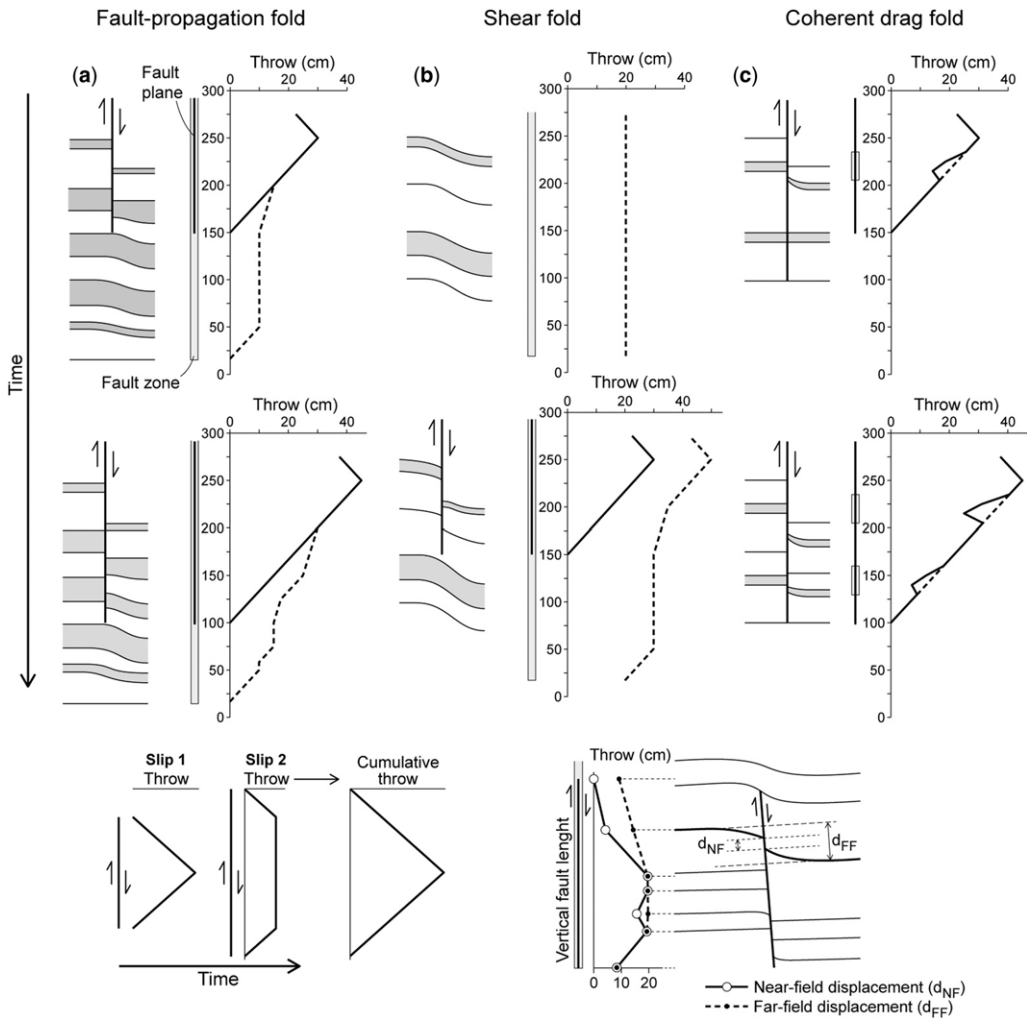 Fault-propagation fold
Shear fold
Coherent drag fold
(a)
Fault
plane
Throw (cm)
0 20 40
300
250
200
150
100
50
0
Fault zone
(b)
Throw (cm)
0 20 40
300
250
200
150
100
50
0
(c)
Throw (cm)
0 20 40
300
250
200
150
100
50
0
Time
Throw (cm)
0 20 40
300
250
200
150
100
50
0
Throw (cm)
0 20 40
300
250
200
150
100
50
0
Throw (cm)
0 20 40
300
250
200
150
100
50
0
Slip 1
Throw
Slip 2
Throw
Cumulative
throw
Time
Throw (cm)
Vertical fault lenght
dNF
dFF
0 10 20
Near-field displacement (dNF)
Far-field displacement (dFF)